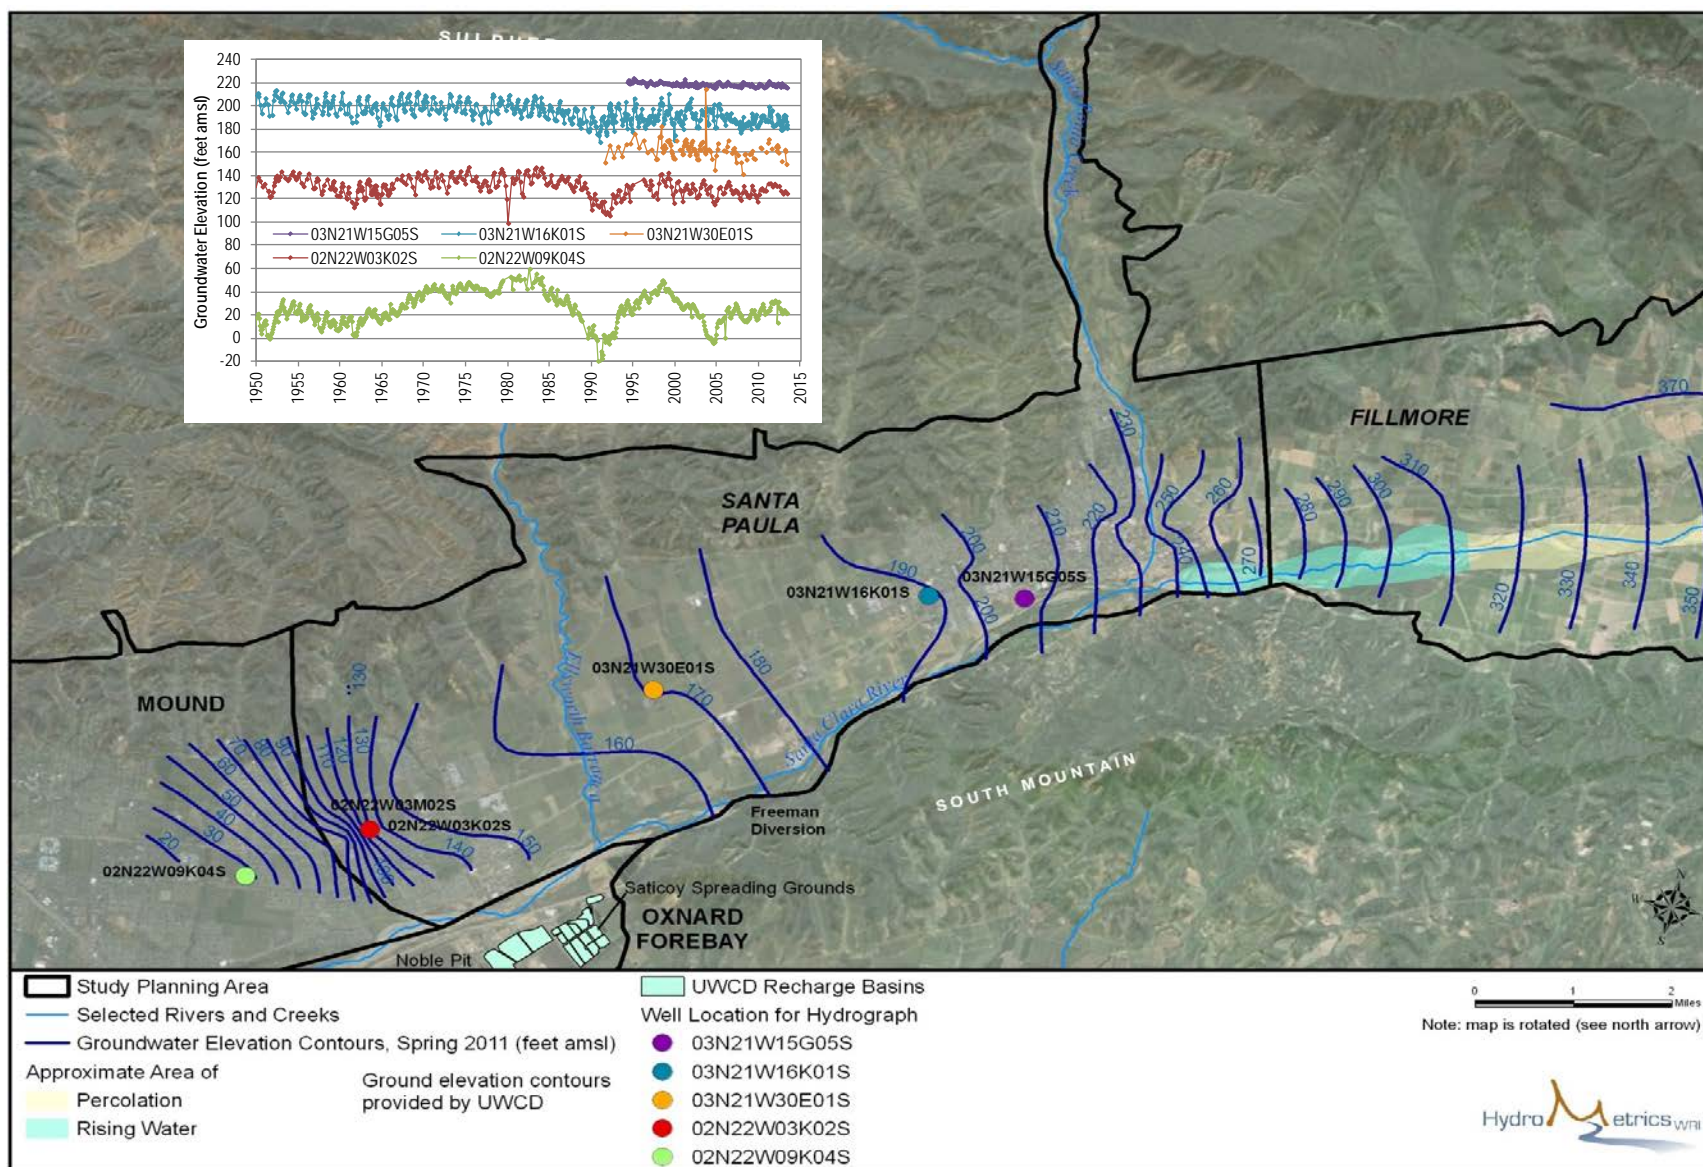 220
200
180
160
140
120
100
80
60
40
20
0
-20
240
Groundwater Elevation (feet amsl)
03N21W15G05S
03N21W16K01S
03N21W30E01S
02N22W03K02S
02N22W09K04S
1950
1955
1960
1965
1970
1975
1980
1985
1990
1995
2000
2005
2010
2015
FILLMORE
370
230
310
300
290
280
260
250
240
270
220
210
200
200
190
320
330
340
350
SANTA
PAULA
03N21W15G05S
03N21W16K01S
03N21W30E01S
180
170
160
Ellsworth Barranca
Santa Clara River
SOUTH MOUNTAIN
Freeman
Diversion
MOUND
130
70
80
90
110
120
130
60
50
40
30
20
02N22W03M02S
02N22W03K02S
140
150
02N22W09K04S
Saticoy Spreading Grounds
OXNARD
FOREBAY
Noble Pit
N
W
S
Study Planning Area
Selected Rivers and Creeks
Groundwater Elevation Contours, Spring 2011 (feet amsl)
Approximate Area of
Percolation
Rising Water
Ground elevation contours
provided by UWCD
UWCD Recharge Basins
Well Location for Hydrograph
03N21W15G05S
03N21W16K01S
03N21W30E01S
02N22W03K02S
02N22W09K04S
0 1 2
Miles
Note: map is rotated (see north arrow)
HydroMetrics WRI